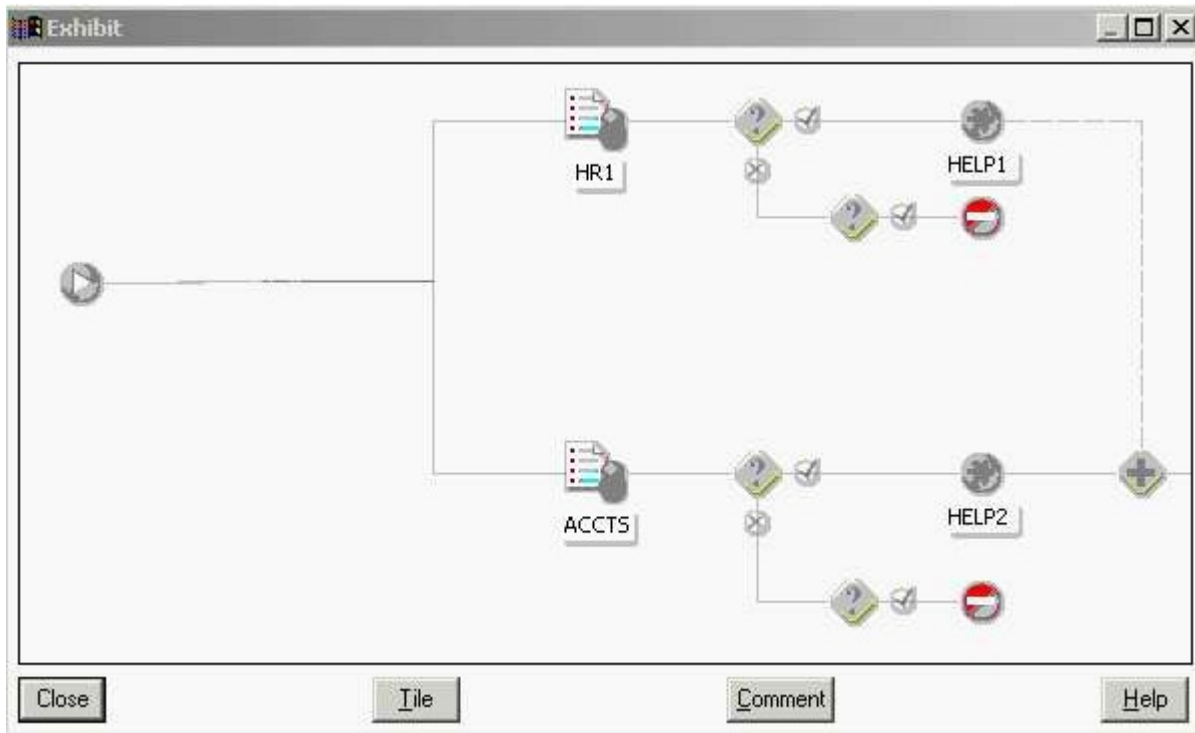 Exhibit
HR1
HELP1
ACCTS
HELP2
Close
Tile
Comment
Help